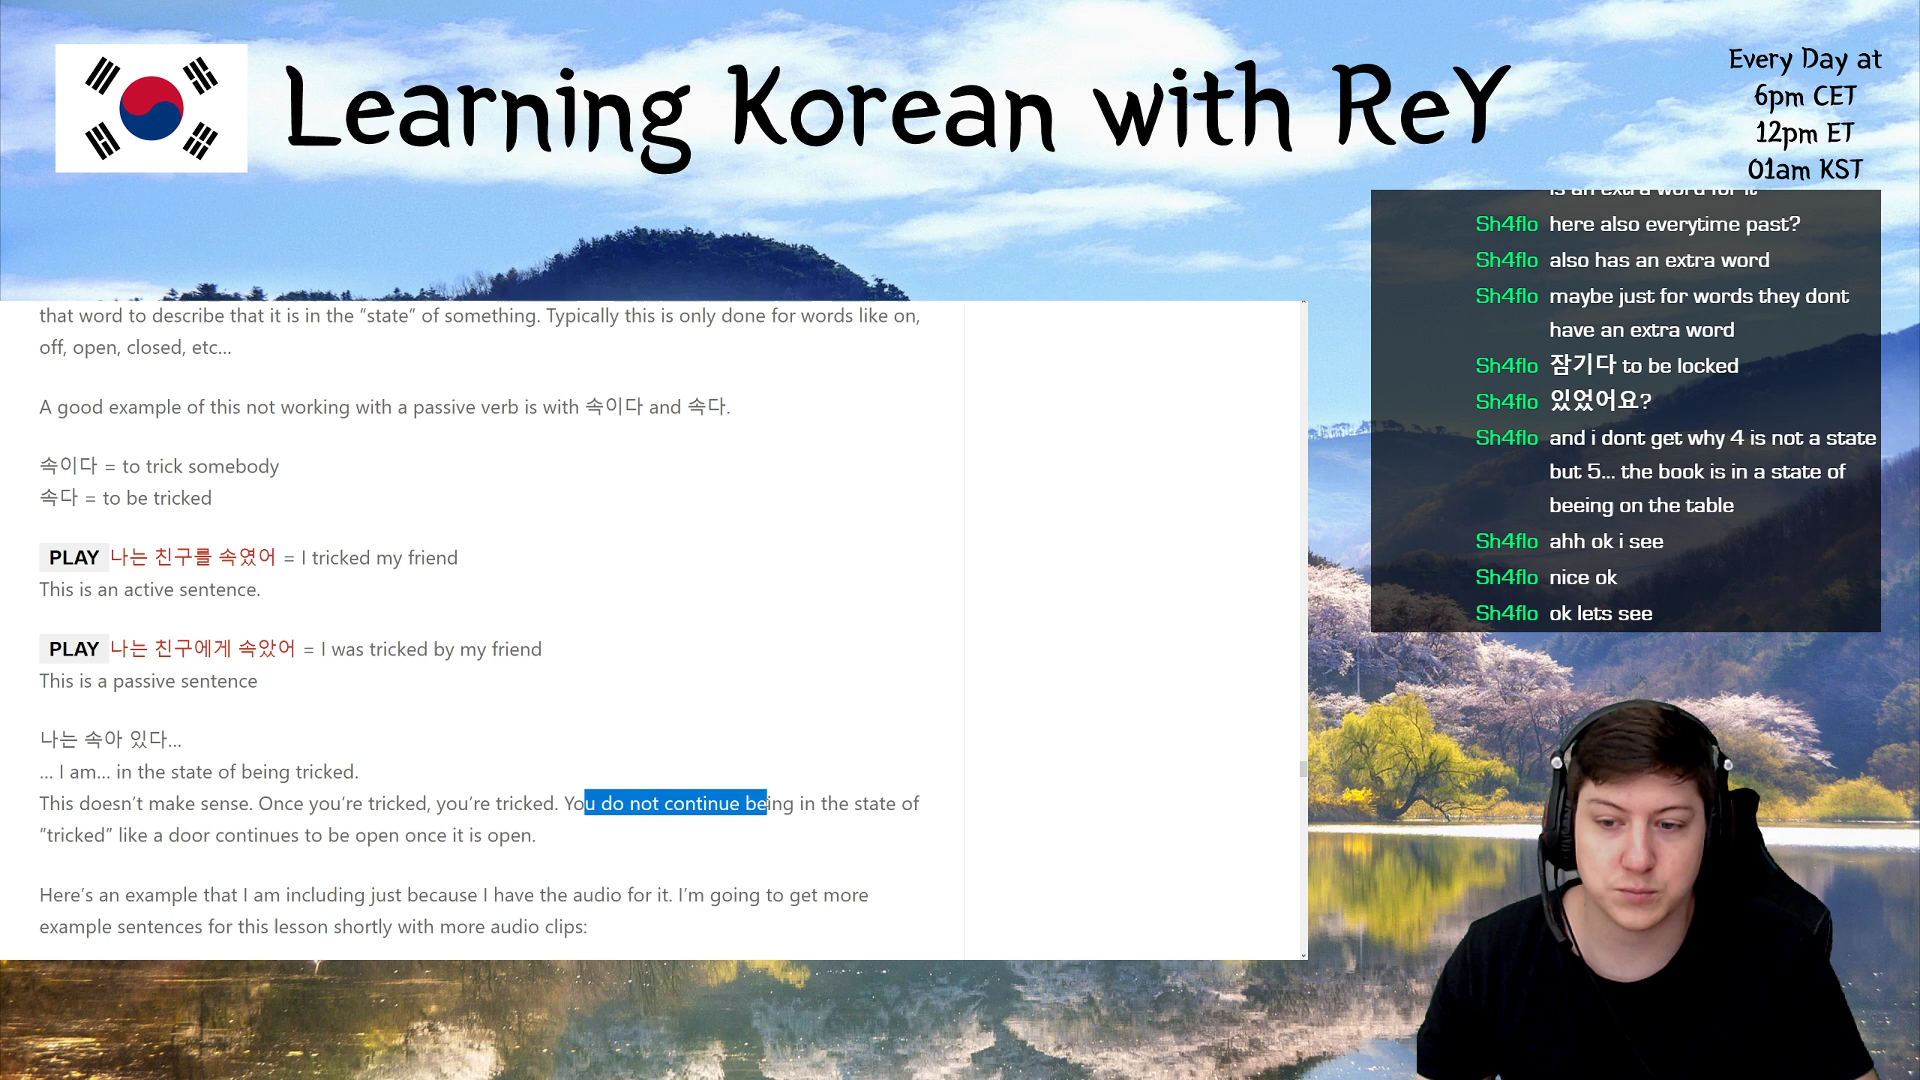 Learning Korean with ReY
Every Day at
6pm CET
12pm ET
01am KST
is an extra word for it
Sh4flo here also everytime past?
Sh4flo also has an extra word
Sh4flo maybe just for words they dont
have an extra word
Sh4flo 잠기다 to be locked
Sh4flo 있었어요?
Sh4flo and i dont get why 4 is not a state
but 5... the book is in a state of
beeing on the table
Sh4flo ahh ok i see
Sh4flo nice ok
Sh4flo ok lets see
that word to describe that it is in the “state” of something. Typically this is only done for words like on,
off, open, closed, etc…
A good example of this not working with a passive verb is with 속이다 and 속다.
속이다 = to trick somebody
속다 = to be tricked
PLAY 나는 친구를 속였어 = I tricked my friend
This is an active sentence.
PLAY 나는 친구에게 속았어 = I was tricked by my friend
This is a passive sentence
나는 속아 있다…
… I am… in the state of being tricked.
This doesn’t make sense. Once you’re tricked, you’re tricked. You do not continue being in the state of
“tricked” like a door continues to be open once it is open.
Here’s an example that I am including just because I have the audio for it. I’m going to get more
example sentences for this lesson shortly with more audio clips: